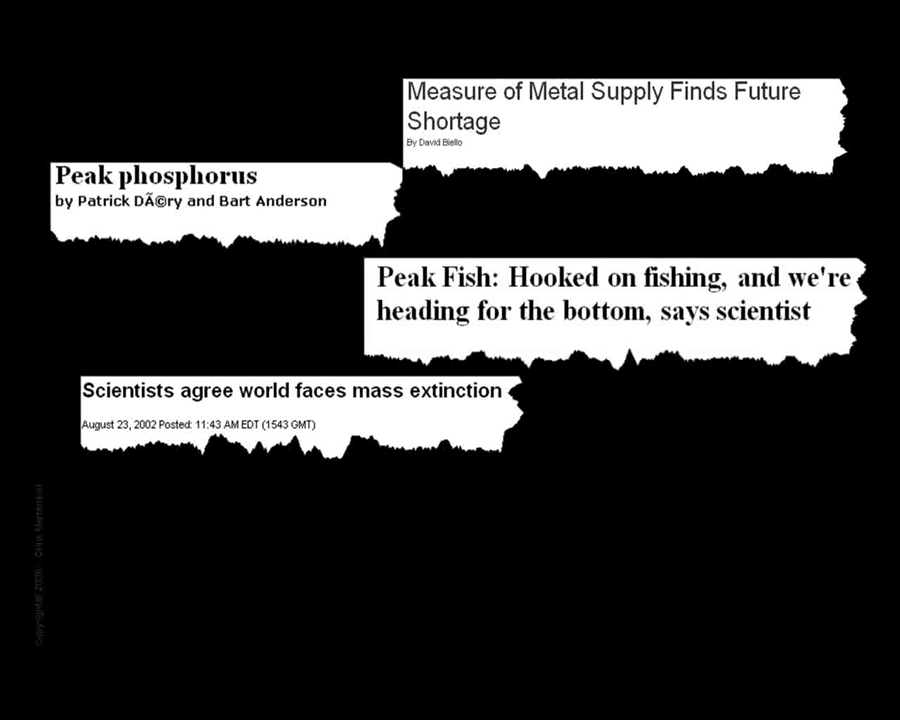 Measure of Metal Supply Finds Future
Shortage
By David Biello
Peak phosphorus
by Patrick DÃ©ry and Bart Anderson
Peak Fish: Hooked on fishing, and we're
heading for the bottom, says scientist
Scientists agree world faces mass extinction
August 23, 2002 Posted: 11:43 AM EDT (1543 GMT)